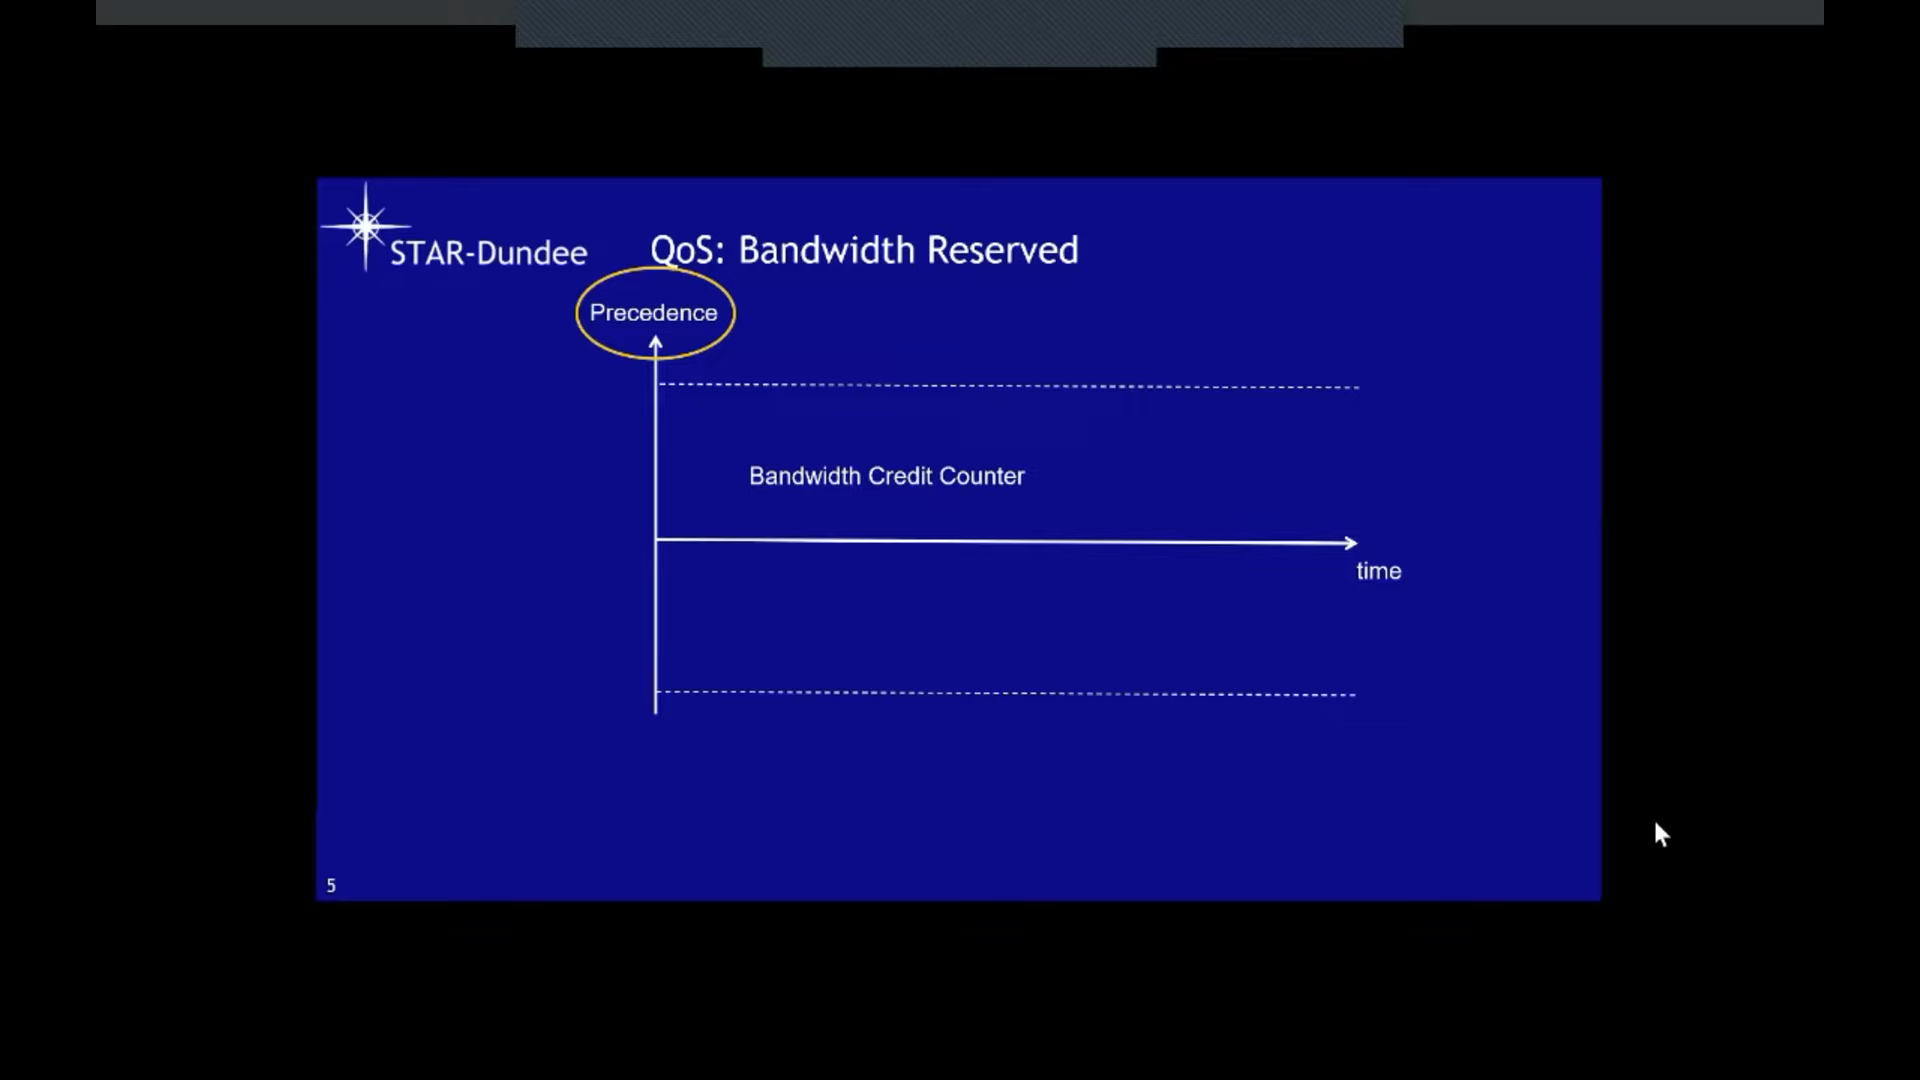 STAR-Dundee
QoS: Bandwidth Reserved
Precedence
Bandwidth Credit Counter
time
5